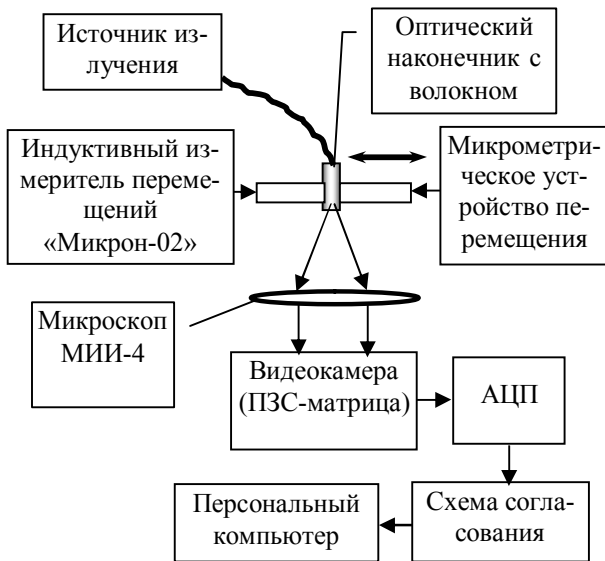 Источник из-
лучения
Оптический
наконечник с
волокном
Индуктивный из-
меритель переме-
щений
«Микрон-02»
Микрометри-
ческое уст-
ройство пе-
ремещения
Микроскоп
МИИ-4
Видеокамера
(ПЗС-матрица)
АЦП
Персональный
компьютер
Схема согла-
сования